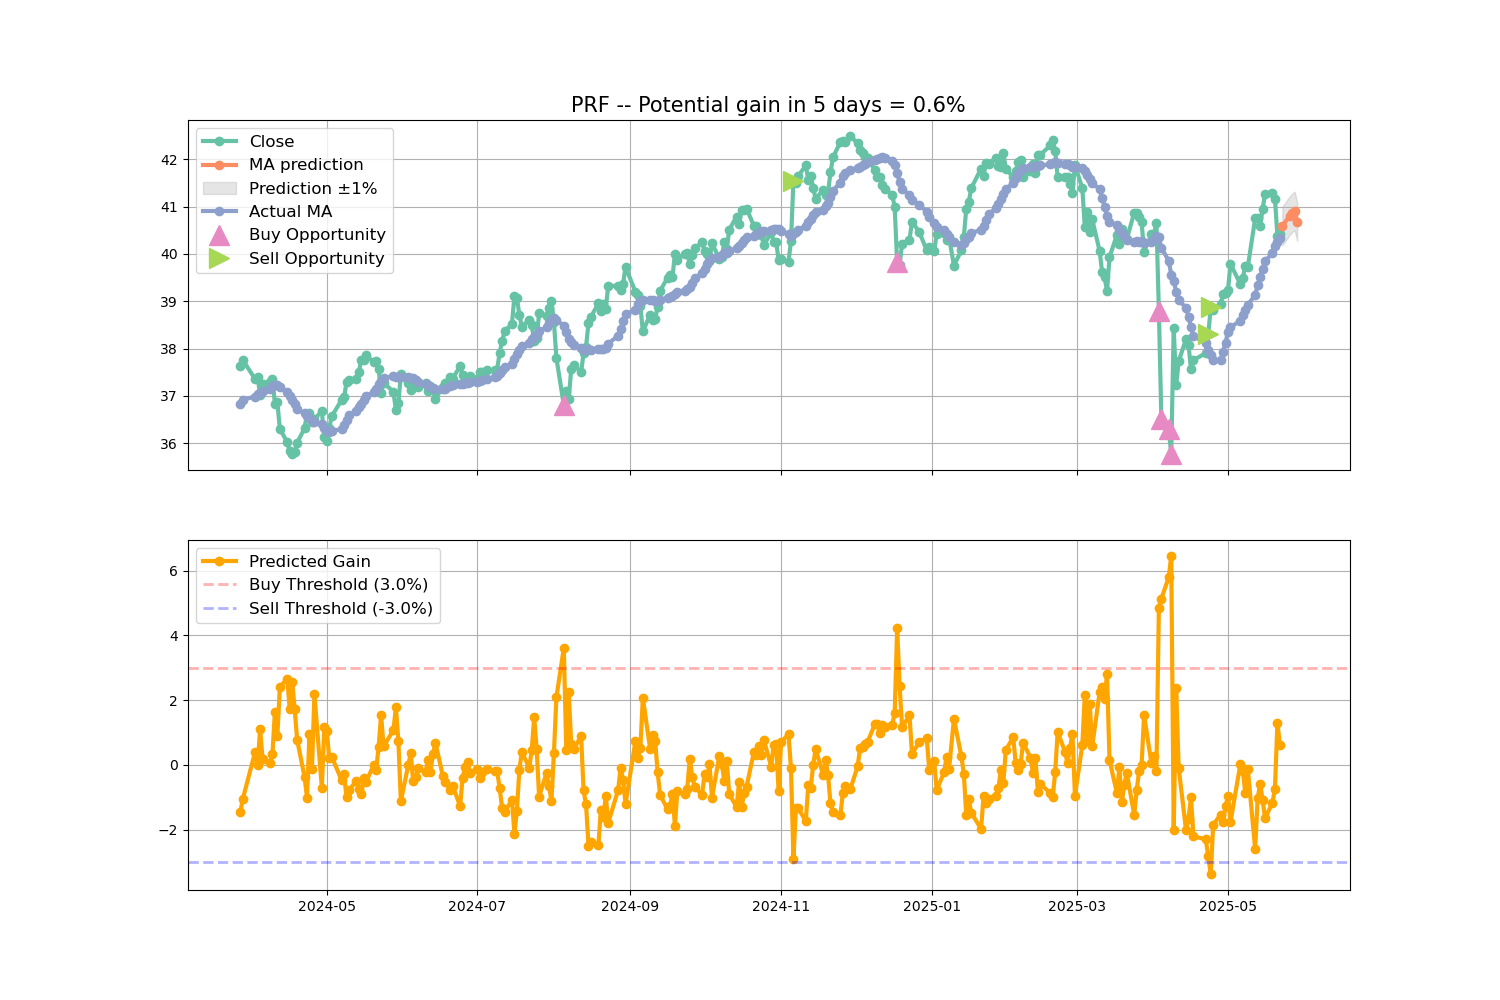 PRF -- Potential gain in 5 days = 0.6%
Close
MA prediction
Prediction ±1%
Actual MA
Buy Opportunity
Sell Opportunity
42
41
40
39
38
37
36
Predicted Gain
Buy Threshold (3.0%)
Sell Threshold (-3.0%)
6
4
2
0
−2
2024-05 2024-07 2024-09 2024-11 2025-01 2025-03 2025-05